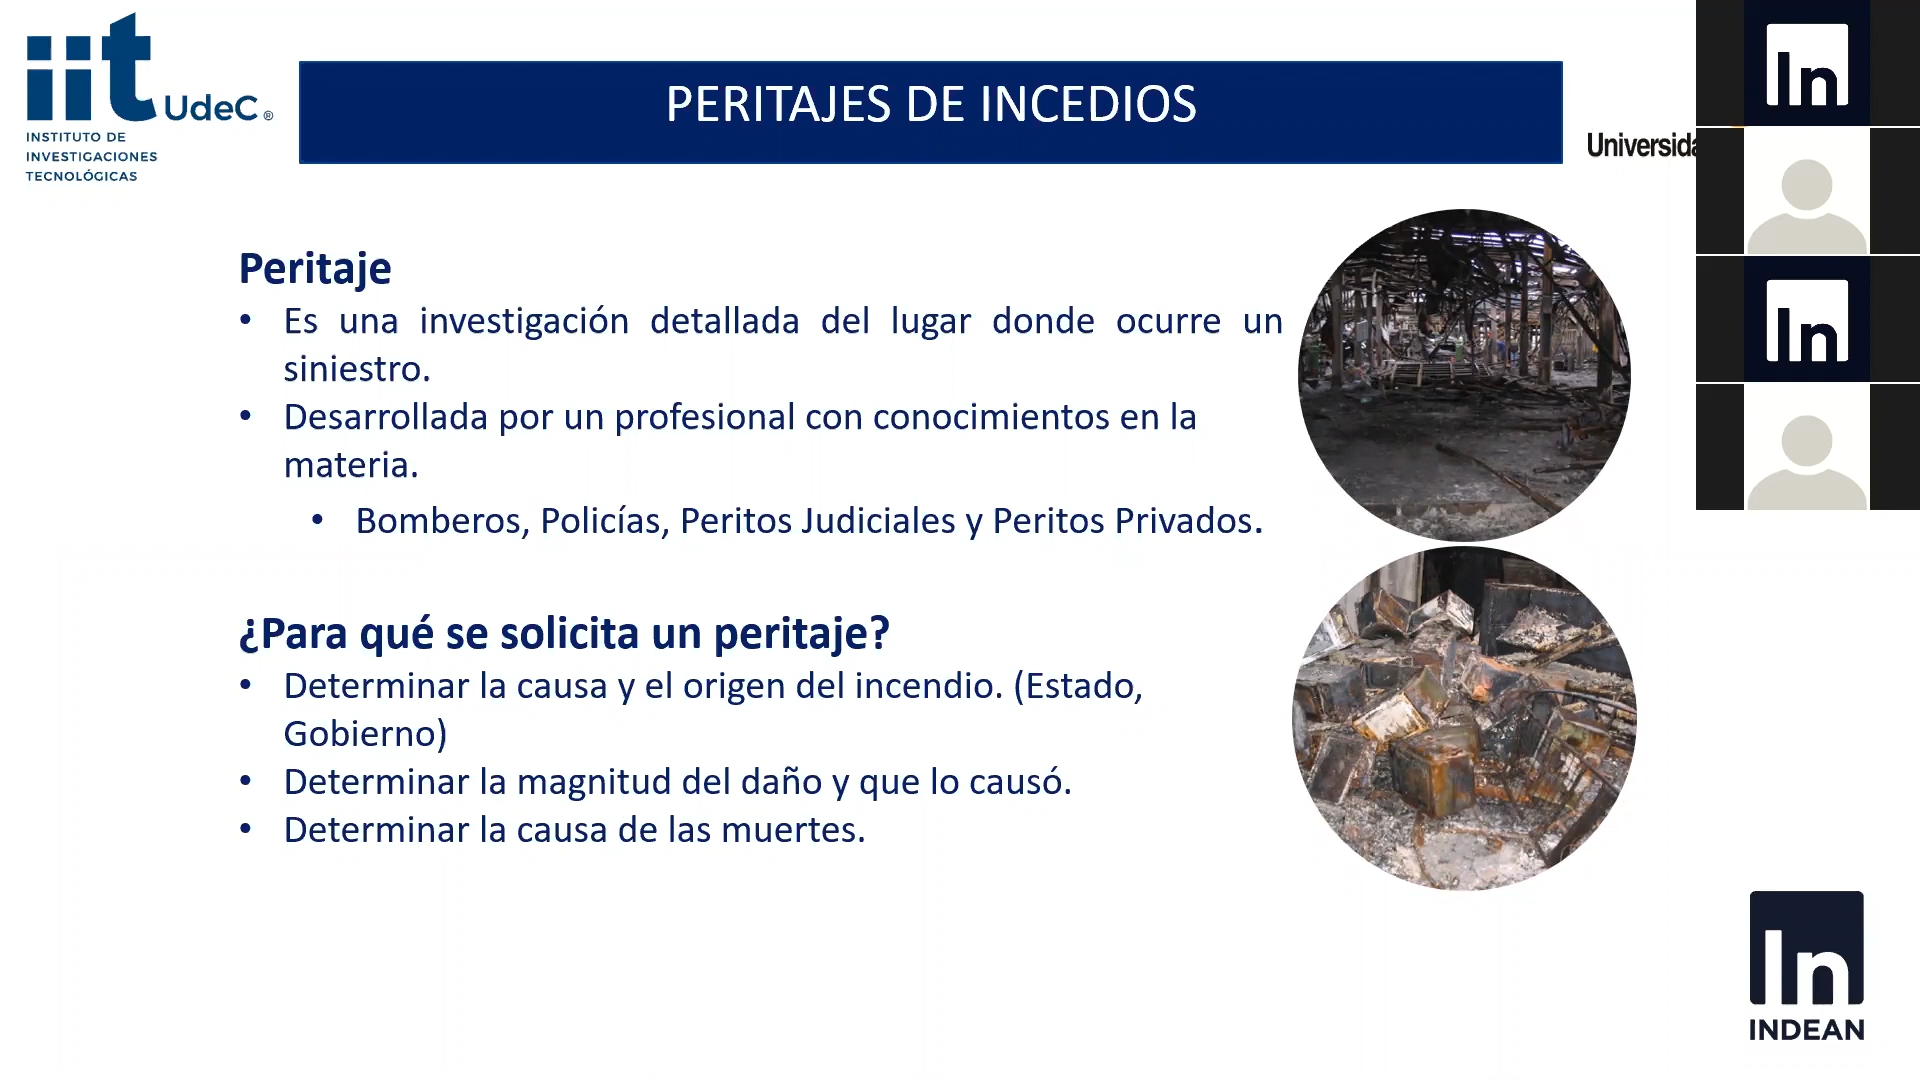 iit UdeC ®
INSTITUTO DE
INVESTIGACIONES
TECNOLÓGICAS
PERITAJES DE INCEDIOS
Peritaje
• Es una investigación detallada del lugar donde ocurre un
siniestro.
• Desarrollada por un profesional con conocimientos en la
materia.
• Bomberos, Policías, Peritos Judiciales y Peritos Privados.
¿Para qué se solicita un peritaje?
• Determinar la causa y el origen del incendio. (Estado,
Gobierno)
• Determinar la magnitud del daño y que lo causó.
• Determinar la causa de las muertes.
In
In
In
INDEAN